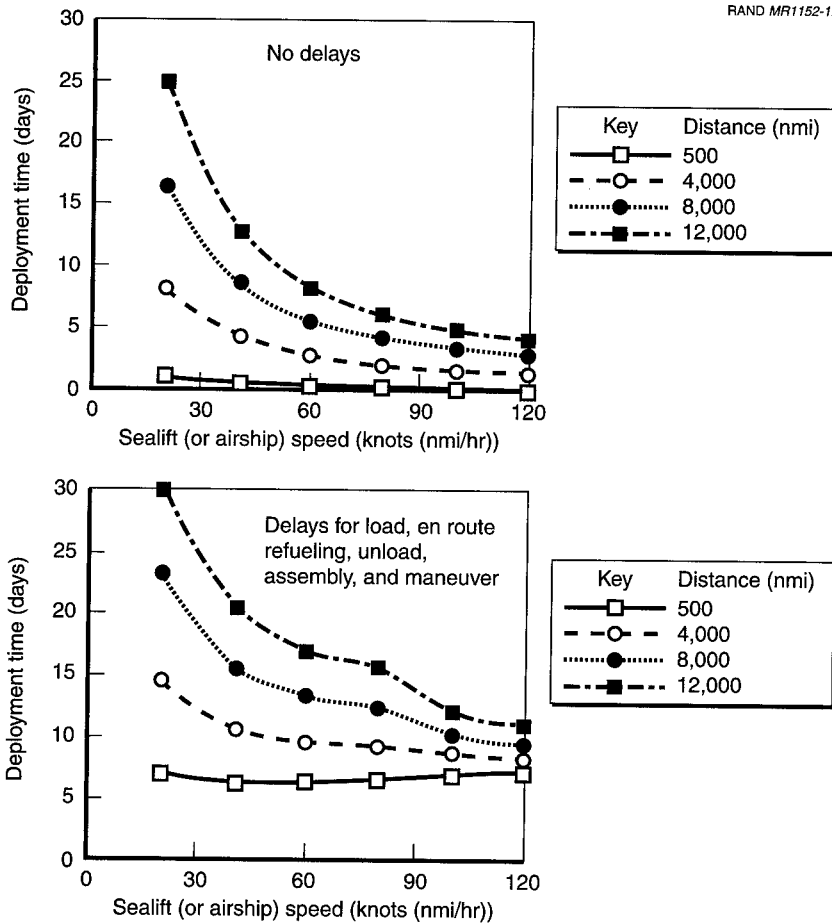 RAND MR1152-1
30
25
20
15
10
5
0
Deployment time (days)
No delays
0 30 60 90 120
Sealift (or airship) speed (knots (nmi/hr))
Key Distance (nmi)
500
4,000
8,000
12,000
30
25
20
15
10
5
0
Deployment time (days)
Delays for load, en route
refueling, unload,
assembly, and maneuver
0 30 60 90 120
Sealift (or airship) speed (knots (nmi/hr))
Key Distance (nmi)
500
4,000
8,000
12,000